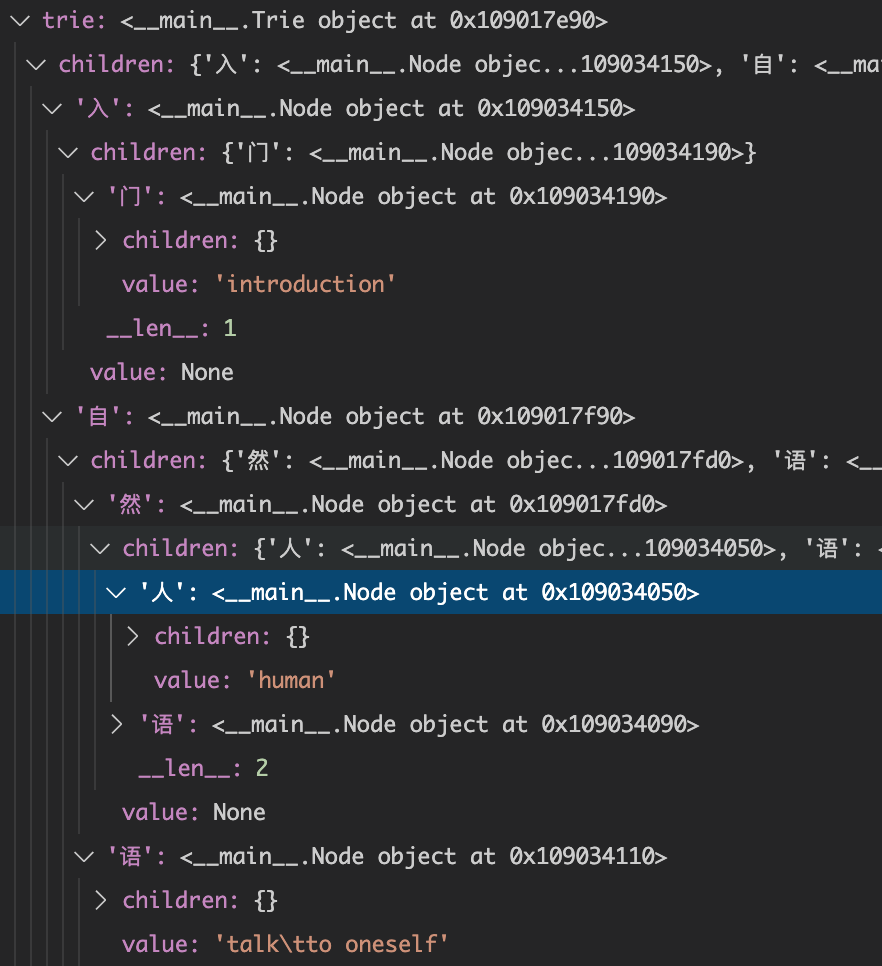 trie: <__main__.Trie object at 0x109017e90>
children: {'入': <__main__.Node objec...109034150>, '自': <__ma
'入': <__main__.Node object at 0x109034150>
children: {'门': <__main__.Node objec...109034190>}
'门': <__main__.Node object at 0x109034190>
children: {}
value: 'introduction'
__len__: 1
value: None
'自': <__main__.Node object at 0x109017f90>
children: {'然': <__main__.Node objec...109017fd0>, '语': <__
'然': <__main__.Node object at 0x109017fd0>
children: {'人': <__main__.Node objec...109034050>, '语': <
'人': <__main__.Node object at 0x109034050>
children: {}
value: 'human'
'语': <__main__.Node object at 0x109034090>
__len__: 2
value: None
'语': <__main__.Node object at 0x109034110>
children: {}
value: 'talk\tto oneself'